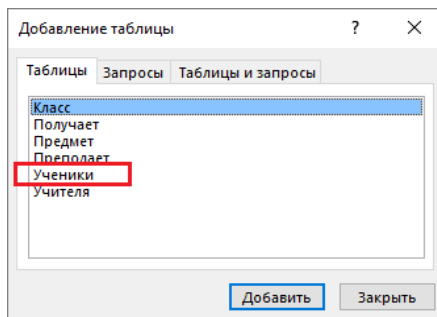 Добавление таблицы ?
Таблицы Запросы Таблицы и запросы
Класс
Получает
Предмет
Преподает
Ученики
Учителя
Добавить Закрыть